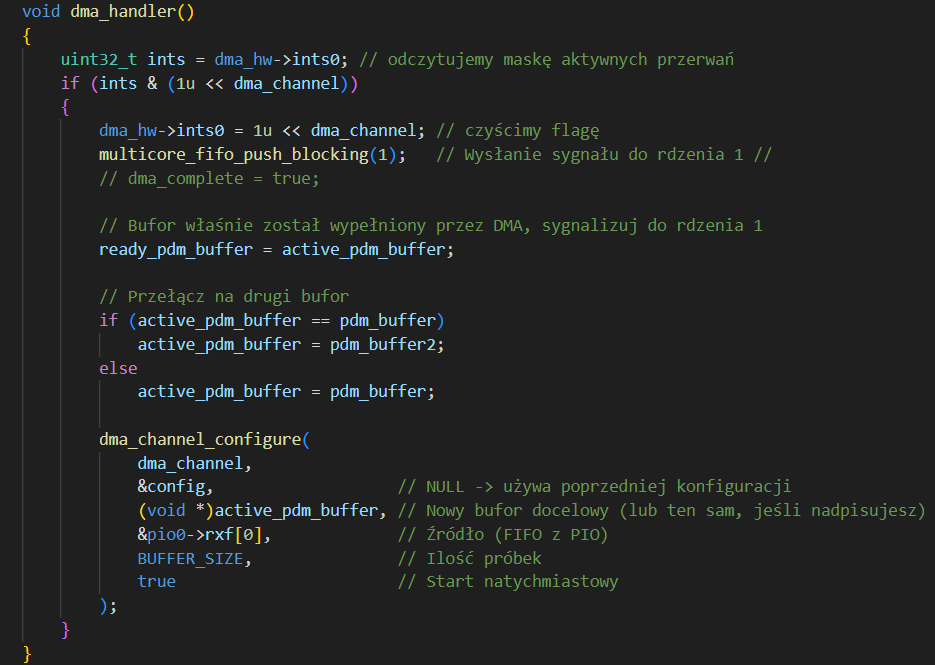 void dma_handler()
{
    uint32_t ints = dma_hw->ints0; // odczytujemy maskę aktywnych przerwań
    if (ints & (1u << dma_channel))
    {
        dma_hw->ints0 = 1u << dma_channel; // czyścimy flagę
        multicore_fifo_push_blocking(1);   // Wysłanie sygnału do rdzenia 1 //
        // dma_complete = true;

        // Bufor właśnie został wypełniony przez DMA, sygnalizuj do rdzenia 1
        ready_pdm_buffer = active_pdm_buffer;

        // Przełącz na drugi bufor
        if (active_pdm_buffer == pdm_buffer)
            active_pdm_buffer = pdm_buffer2;
        else
            active_pdm_buffer = pdm_buffer;

        dma_channel_configure(
            dma_channel,
            &config,                   // NULL -> używa poprzedniej konfiguracji
            (void *)active_pdm_buffer, // Nowy bufor docelowy (lub ten sam, jeśli nadpisujesz)
            &pio0->rxf[0],             // Źródło (FIFO z PIO)
            BUFFER_SIZE,               // Ilość próbek
            true                       // Start natychmiastowy
        );
    }
}